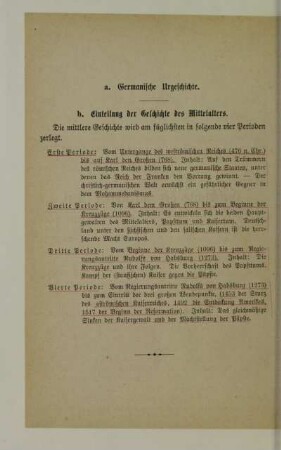 a. Germanische Urgeschichte.
b. Einteilung der Geschichte des Mittelalters.
Die mittlere Geschichte wird am füglichsten in folgende vier Perioden
zerlegt.
Erste Periode: Vom Untergange des weströmischen Reiches (476 n. Chr.)
bis auf Karl den Großen (768). Inhalt: Auf den Trümmern
des römischen Reiches bilden sich neue germanische Staaten, unter
denen das Reich der Franken den Vorrang gewinnt. — Der
christlich-germanischen Welt erwächst ein gefährlicher Gegner in
dem Mohammedanismus.
Zweite Periode: Von Karl dem Großen (768) bis zum Beginne der
Kreuzzüge (1096). Inhalt: Es entwickeln sich die beiden Haupt-
gewalten des Mittelalters, Papsttum und Kaisertum. Deutsch-
land unter den sächsischen und den salischen Kaisern ist die herr-
schende Macht Europas.
Dritte Periode: Vom Beginne der Kreuzzüge (1096) bis zum Regie-
rungsantritte Rudolfs von Habsburg (1273). Inhalt: Die
Kreuzzüge und ihre Folgen. Die Vorherrschaft des Papsttums.
Kampf der staufischen Kaiser gegen die Päpste.
Vierte Periode: Vom Regierungsantritte Rudolfs von Habsburg (1273)
bis zum Eintritt der drei großen Wendepunkte, (1453 der Sturz
des oströmischen Kaiserreiches, 1492 die Entdeckung Amerikas,
1517 der Beginn der Reformation). Inhalt: Das gleichmäßige
Sinken der Kaisergewalt und der Machtstellung der Päpste.